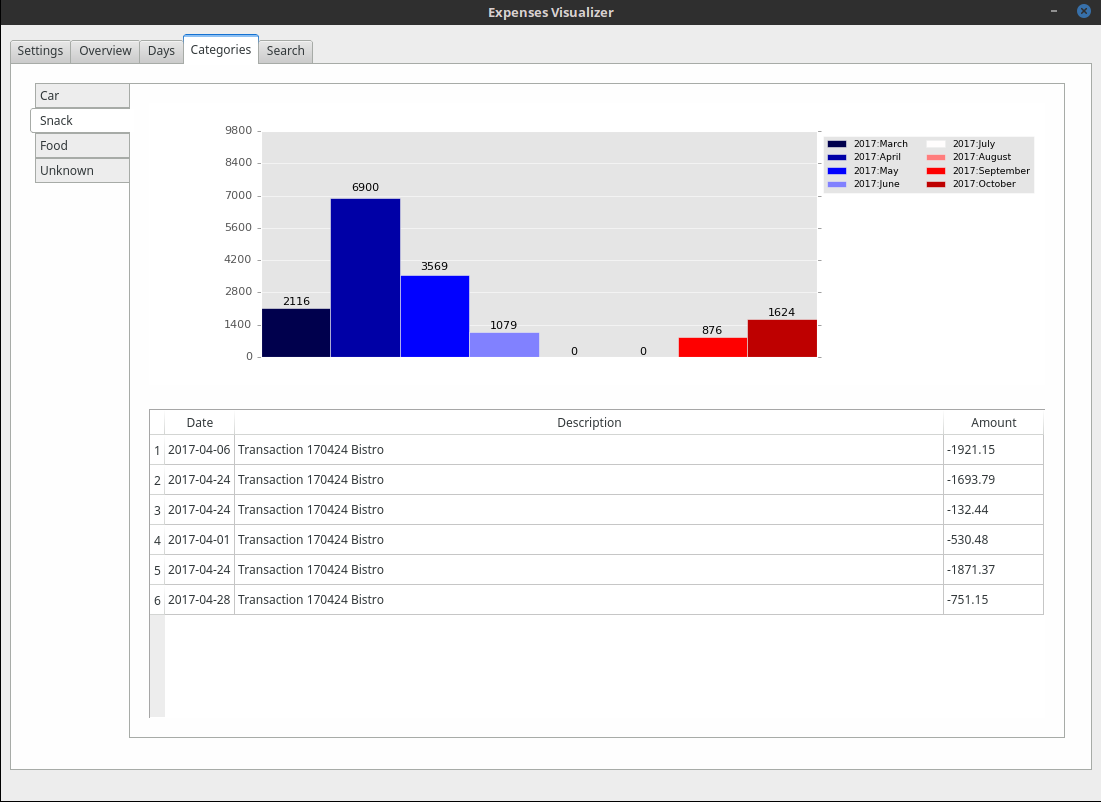 Expenses Visualizer
Settings Overview Days Categories Search
Car
Snack
Food
Unknown
9800
8400
7000
5600
4200
2800
1400
0
2116
6900
3569
1079
0
0
876
1624
2017:March 2017:July
2017:April 2017:August
2017:May 2017:September
2017:June 2017:October
Date Description Amount
1 2017-04-06 Transaction 170424 Bistro -1921.15
2 2017-04-24 Transaction 170424 Bistro -1693.79
3 2017-04-24 Transaction 170424 Bistro -132.44
4 2017-04-01 Transaction 170424 Bistro -530.48
5 2017-04-24 Transaction 170424 Bistro -1871.37
6 2017-04-28 Transaction 170424 Bistro -751.15